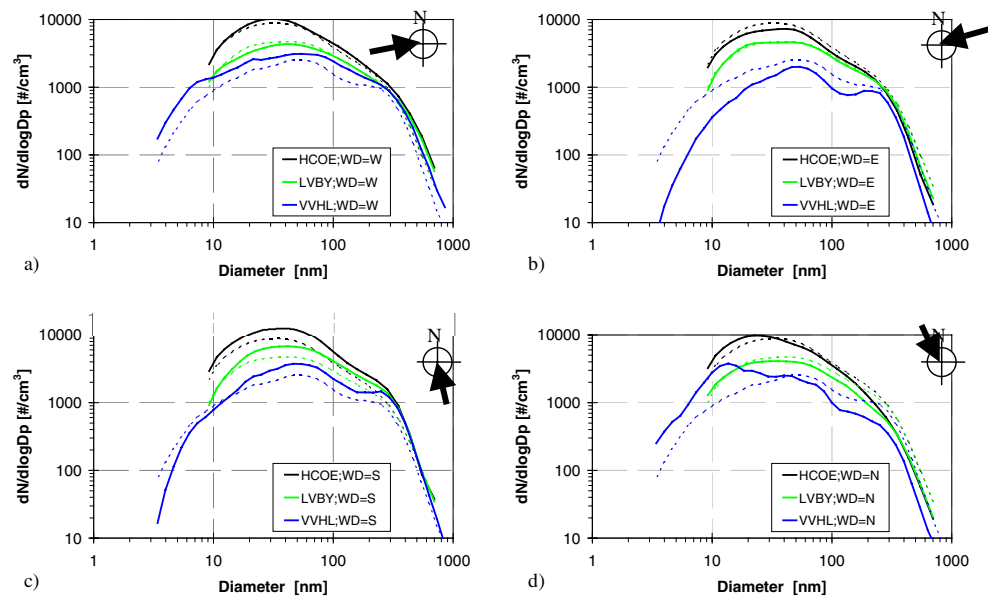 N
10000
1000
100
10
dN/dlogDp [#/cm³]
HCOE;WD=W
LVBY;WD=W
VVHL;WD=W
1 10 100 1000
Diameter [nm]
a)
N
10000
1000
100
10
dN/dlogDp [#/cm³]
HCOE;WD=E
LVBY;WD=E
VVHL;WD=E
1 10 100 1000
Diameter [nm]
b)
N
10000
1000
100
10
dN/dlogDp [#/cm³]
HCOE;WD=S
LVBY;WD=S
VVHL;WD=S
1 10 100 1000
Diameter [nm]
c)
N
10000
1000
100
10
dN/dlogDp [#/cm³]
HCOE;WD=N
LVBY;WD=N
VVHL;WD=N
1 10 100 1000
Diameter [nm]
d)